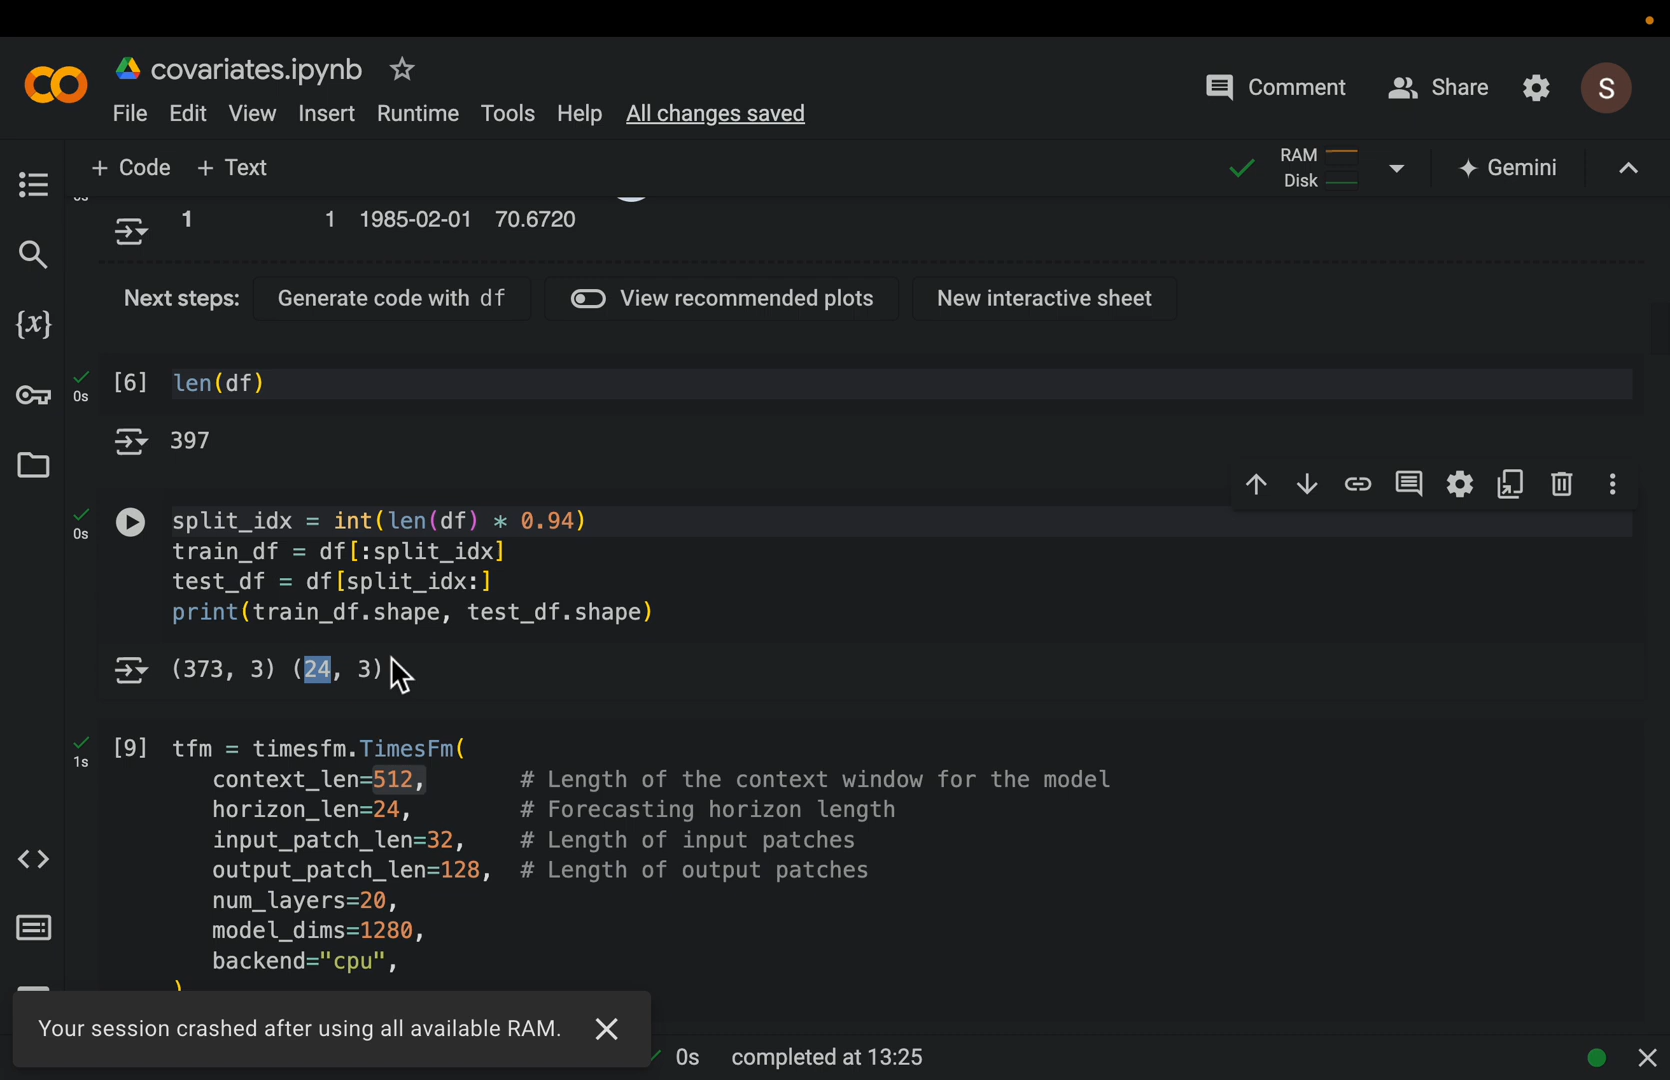 covariates.ipynb
Comment
Share
S
File Edit View Insert Runtime Tools Help All changes saved
+ Code + Text
RAM
Disk
Gemini
1 1 1985-02-01 70.6720
Next steps: Generate code with df View recommended plots New interactive sheet
{x}
0s [6] len(df)
397
0s
split_idx = int(len(df) * 0.94)
train_df = df[:split_idx]
test_df = df[split_idx:]
print(train_df.shape, test_df.shape)
(373, 3) (24, 3)
1s [9] tfm = timesfm.TimesFm(
context_len=512, # Length of the context window for the model
horizon_len=24, # Forecasting horizon length
input_patch_len=32, # Length of input patches
output_patch_len=128, # Length of output patches
num_layers=20,
model_dims=1280,
backend="cpu",
)
Your session crashed after using all available RAM.
0s completed at 13:25